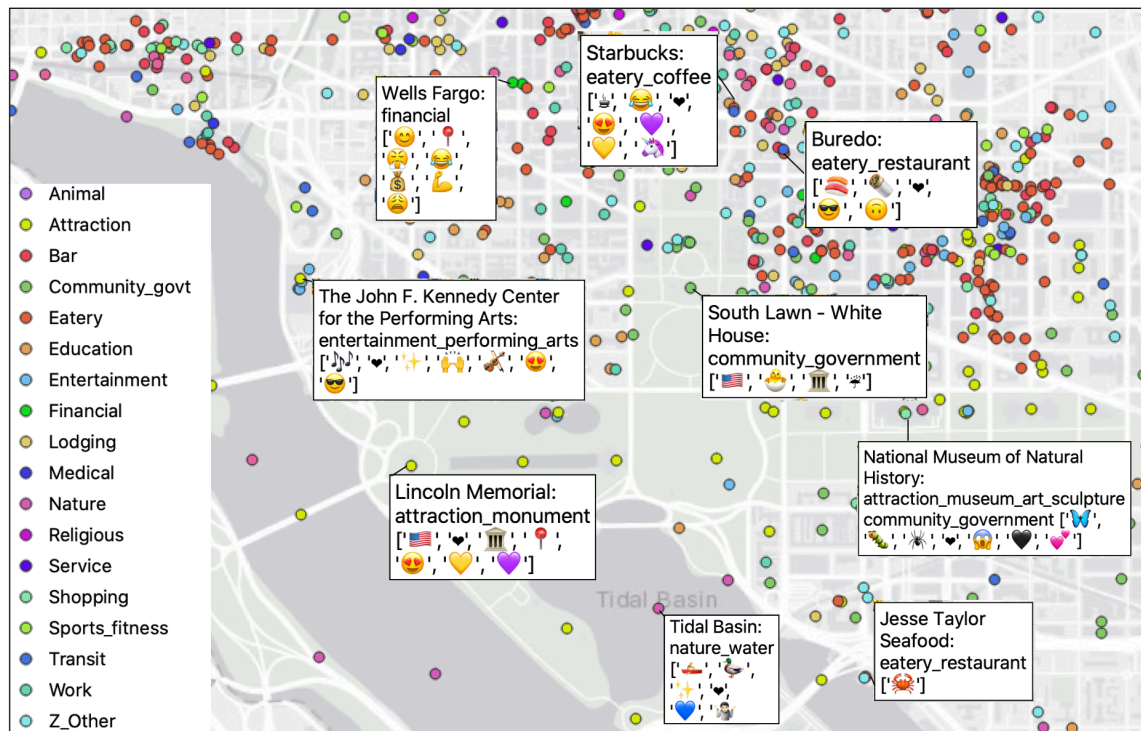 Wells Fargo:
financial
['😊', '📍',
'😤', '😂',
'💰', '💪',
'😩']
Starbucks:
eatery_coffee
['☕', '😂', '❤',
'😍', '💜',
'💛', '🦄']
Buredo:
eatery_restaurant
['🍣', '🌯', '❤',
'😎', '🙃']
Animal
Attraction
Bar
Community_govt
Eatery
Education
Entertainment
Financial
Lodging
Medical
Nature
Religious
Service
Shopping
Sports_fitness
Transit
Work
Z_Other
The John F. Kennedy Center
for the Performing Arts:
entertainment_performing_arts
['🎶', '❤', '✨', '🙌', '🎻', '😍',
'😎']
South Lawn - White
House:
community_government
['🇺🇸', '🐣', '🏛', '☔']
Lincoln Memorial:
attraction_monument
['🇺🇸', '❤', '🏛', '📍',
'😍', '💛', '💜']
National Museum of Natural
History:
attraction_museum_art_sculpture
community_government ['🦋',
'🐛', '🕷', '❤', '😱', '🖤', '💕']
Tidal Basin
Tidal Basin:
nature_water
['🚣', '🦆',
'✨', '❤',
'💙', '🤷🏻']
Jesse Taylor
Seafood:
eatery_restaurant
['🦀']